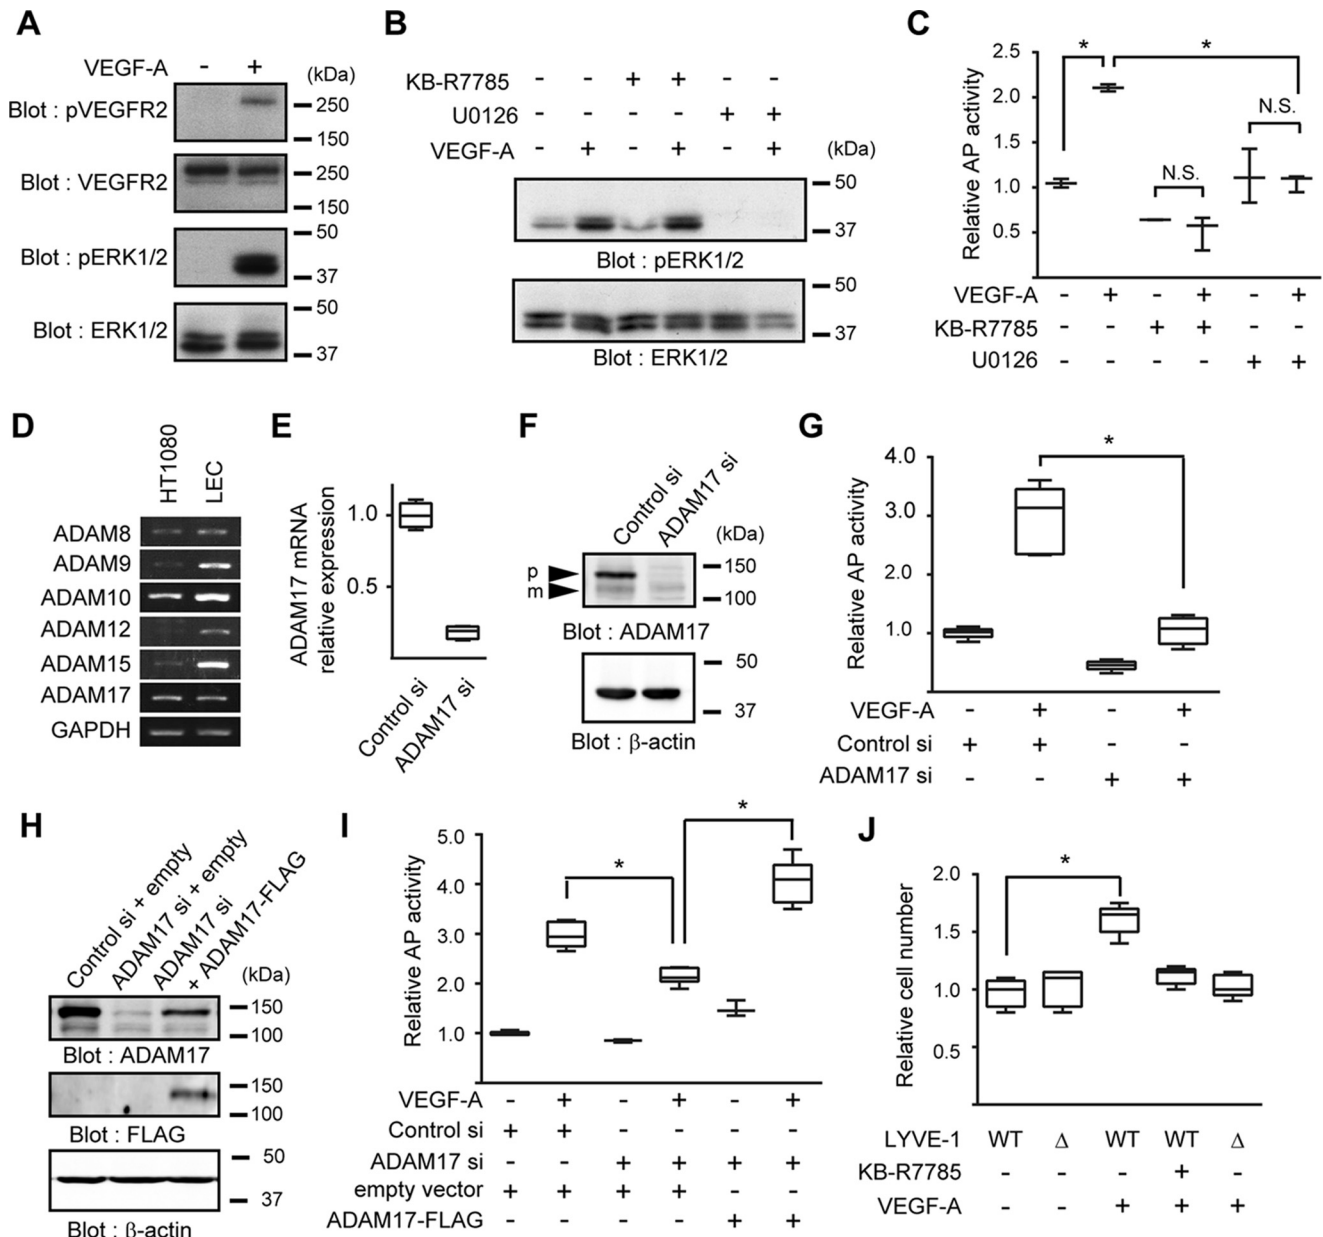 A
VEGF-A - + (kDa)
Blot : pVEGFR2
250
150
Blot : VEGFR2
250
150
Blot : pERK1/2
50
37
Blot : ERK1/2
50
37
B
KB-R7785 - - + + - -
U0126 - - - - + +
VEGF-A - + - + - + (kDa)
50
37
Blot : pERK1/2
50
37
Blot : ERK1/2
C
Relative AP activity
2.5
2.0
1.5
1.0
0.5
* *
N.S.
N.S.
VEGF-A - + - + - +
KB-R7785 - - + + - -
U0126 - - - - + +
D
HT1080
LEC
ADAM8
ADAM9
ADAM10
ADAM12
ADAM15
ADAM17
GAPDH
E
ADAM17 mRNA
relative expression
1.0
0.5
Control si
ADAM17 si
F
Control si
ADAM17 si
(kDa)
p
m
150
100
Blot : ADAM17
50
37
Blot : β-actin
G
Relative AP activity
4.0
3.0
2.0
1.0
*
VEGF-A - + - +
Control si + + - -
ADAM17 si - - + +
H
Control si + empty
ADAM17 si + empty
ADAM17 si
+ ADAM17-FLAG
(kDa)
150
100
Blot : ADAM17
150
100
Blot : FLAG
50
37
Blot : β-actin
I
Relative AP activity
5.0
4.0
3.0
2.0
1.0
*
*
VEGF-A - + - + - +
Control si + + - - - -
ADAM17 si - - + + + +
empty vector + + + + - -
ADAM17-FLAG - - - - + +
J
Relative cell number
2.0
1.5
1.0
0.5
*
LYVE-1 WT Δ WT WT Δ
KB-R7785 - - - + -
VEGF-A - - + + +